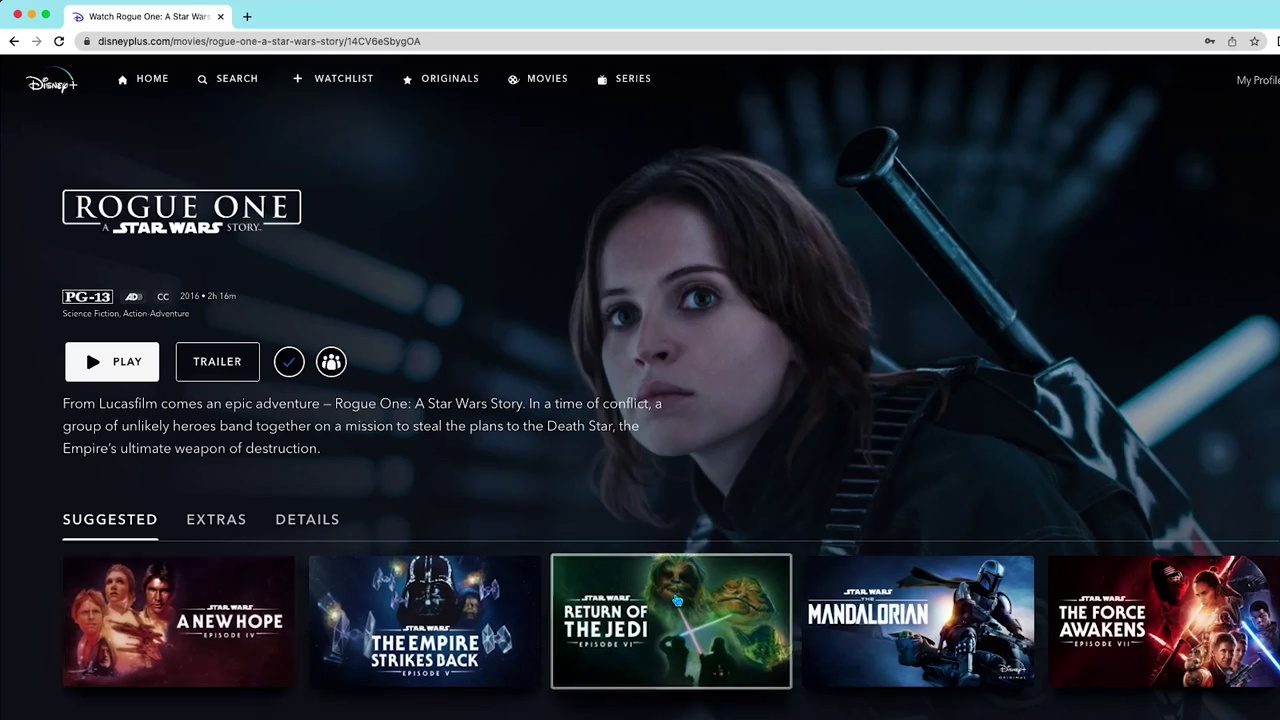 Watch Rogue One: A Star Wars
disneyplus.com/movies/rogue-one-a-star-wars-story/14CV6eSbygOA
Disney+ HOME SEARCH WATCHLIST ORIGINALS MOVIES SERIES My Profile
ROGUE ONE
A STAR WARS STORY
PG-13 AD CC 2016 • 2h 16m
Science Fiction, Action-Adventure
PLAY TRAILER
From Lucasfilm comes an epic adventure – Rogue One: A Star Wars Story. In a time of conflict, a
group of unlikely heroes band together on a mission to steal the plans to the Death Star, the
Empire's ultimate weapon of destruction.
SUGGESTED EXTRAS DETAILS
STAR WARS
A NEW HOPE
EPISODE IV
STAR WARS
THE EMPIRE
STRIKES BACK
EPISODE V
STAR WARS
RETURN OF
THE JEDI
EPISODE VI
STAR WARS
THE
MANDALORIAN
Disney+
ORIGINAL
STAR WARS
THE FORCE
AWAKENS
EPISODE VII